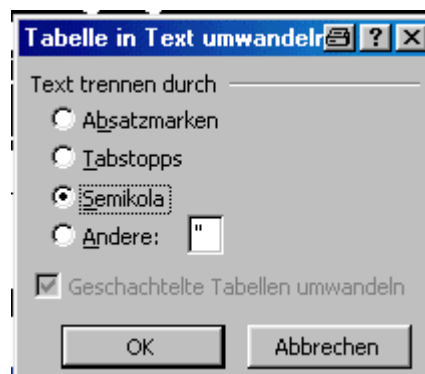 Tabelle in Text umwandeln ?
Text trennen durch
Absatzmarken
Tabstopps
Semikola
Andere: "
Geschachtelte Tabellen umwandeln
OK Abbrechen